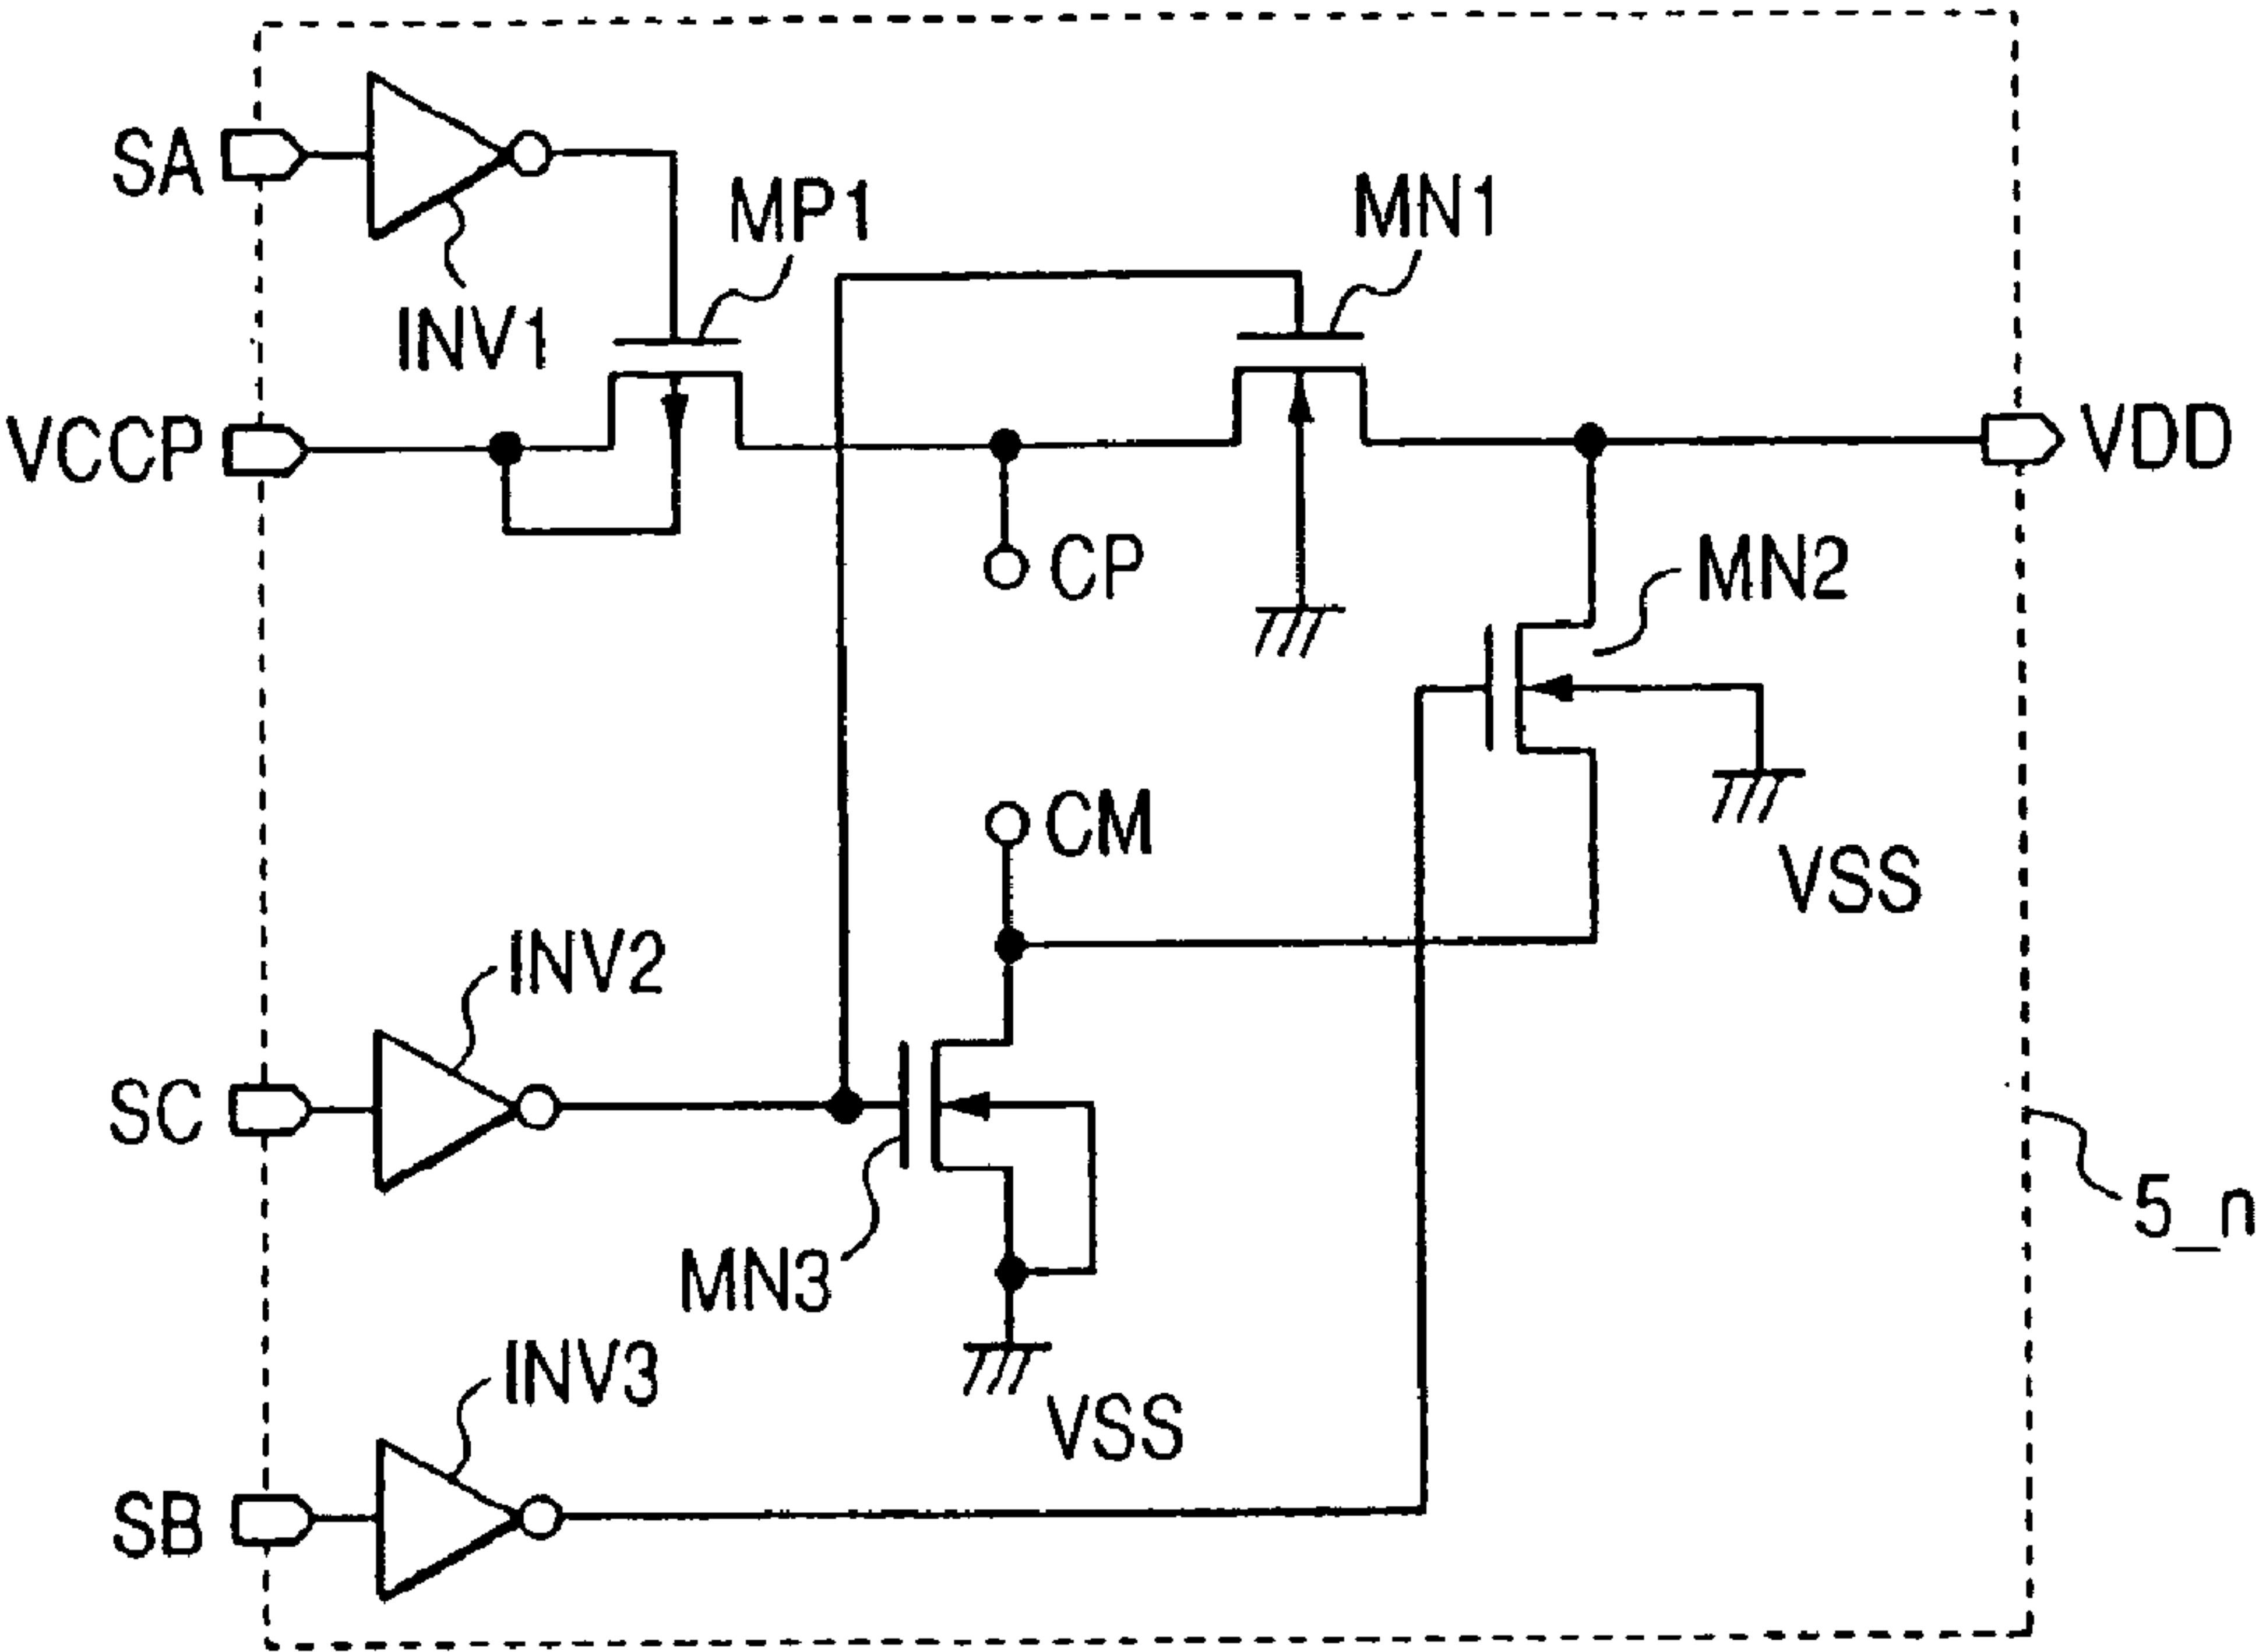 SA
MP1
MN1
INV1
VCCP
VDD
CP
MN2
CM
VSS
INV2
SC
5_n
MN3
INV3
VSS
SB